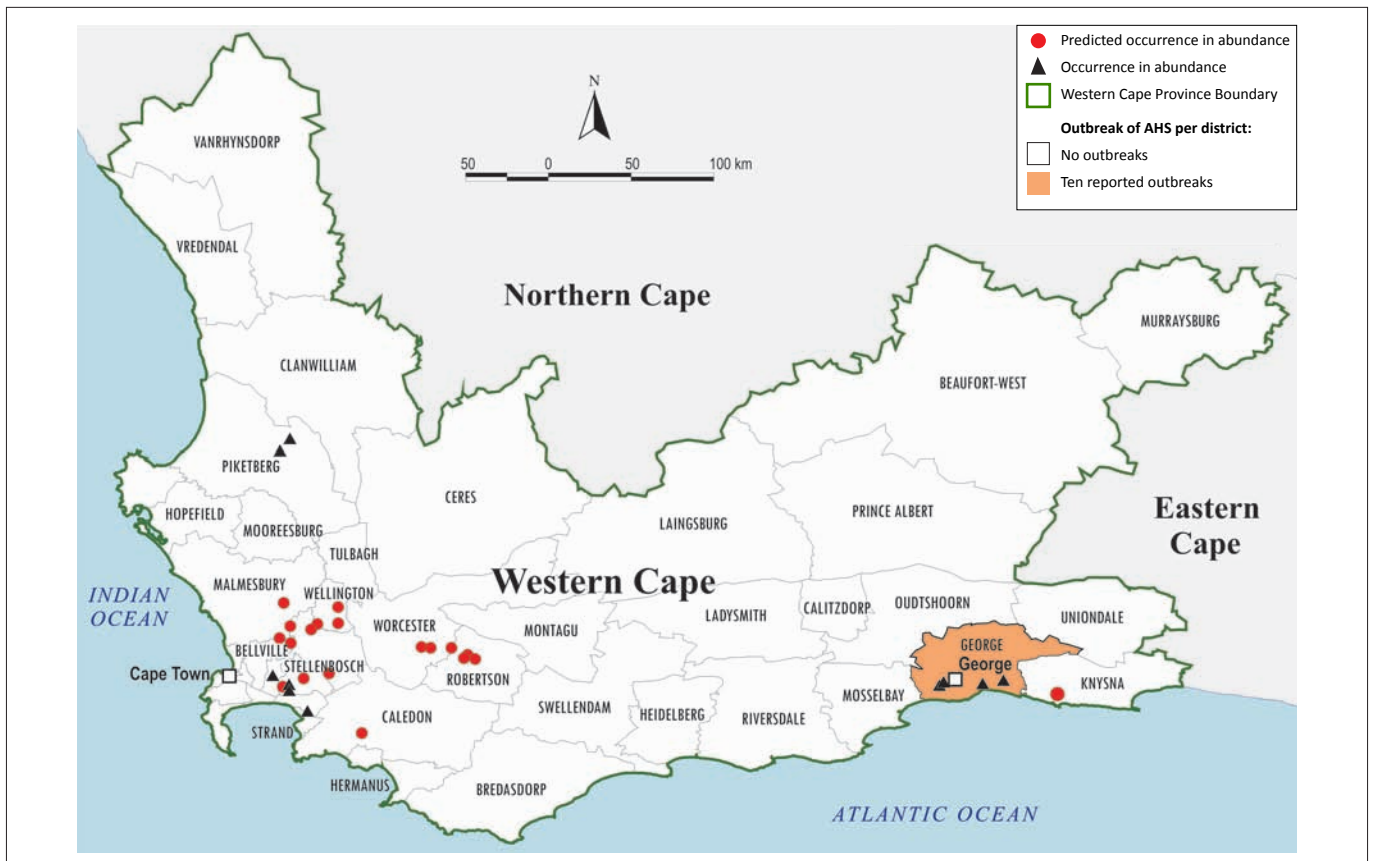 Predicted occurrence in abundance
Occurrence in abundance
Western Cape Province Boundary
Outbreak of AHS per district:
No outbreaks
Ten reported outbreaks
N
50 0 50 100 km
VANRHYNSDORP
VREDENDAL
Northern Cape
MURRAYSBURG
CLANWILLIAM
BEAUFORT-WEST
PIKETBERG
CERES
HOPEFIELD
MOOREESBURG
LAINGSBURG
PRINCE ALBERT
Eastern
Cape
TULBAGH
Western Cape
MALMESBURY
WELLINGTON
INDIAN
OCEAN
LADYSMITH
CALITZDORP
OUDTSHOORN
UNIONDALE
WORCESTER
MONTAGU
BELLVILLE
GEORGE
STELLENBOSCH
George
Cape Town
ROBERTSON
KNYSNA
MOSSELBAY
SWELLENDAM
HEIDELBERG
RIVERSDALE
CALEDON
STRAND
HERMANUS
BREDASDORP
ATLANTIC OCEAN